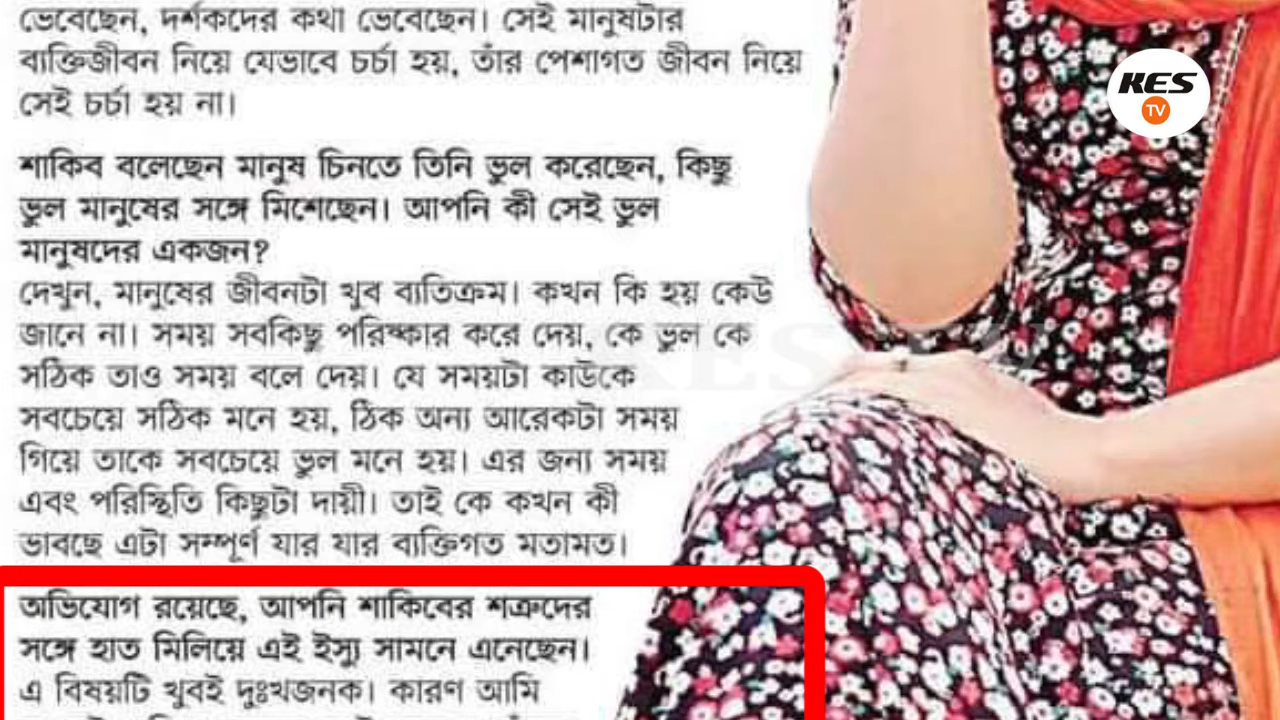 ভেবেছেন, দর্শকদের কথা ভেবেছেন। সেই মানুষটার
ব্যক্তিজীবন নিয়ে যেভাবে চর্চা হয়, তাঁর পেশাগত জীবন নিয়ে
সেই চর্চা হয় না।
শাকিব বলেছেন মানুষ চিনতে তিনি ভুল করেছেন, কিছু
ভুল মানুষের সঙ্গে মিশেছেন। আপনি কী সেই ভুল
মানুষদের একজন?
দেখুন, মানুষের জীবনটা খুব ব্যতিক্রম। কখন কি হয় কেউ
জানে না। সময় সবকিছু পরিষ্কার করে দেয়, কে ভুল কে
সঠিক তাও সময় বলে দেয়। যে সময়টা কাউকে
সবচেয়ে সঠিক মনে হয়, ঠিক অন্য আরেকটা সময়
গিয়ে তাকে সবচেয়ে ভুল মনে হয়। এর জন্য সময়
এবং পরিস্থিতি কিছুটা দায়ী। তাই কে কখন কী
ভাবছে এটা সম্পূর্ণ যার যার ব্যক্তিগত মতামত।
অভিযোগ রয়েছে, আপনি শাকিবের শত্রুদের
সঙ্গে হাত মিলিয়ে এই ইস্যু সামনে এনেছেন।
এ বিষয়টি খুবই দুঃখজনক। কারণ আমি
KES
TV